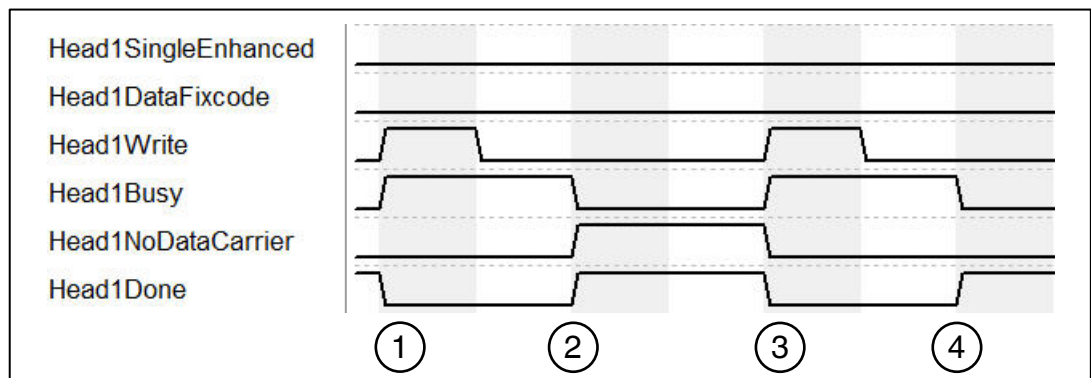 Head1SingleEnhanced
Head1DataFixcode
Head1Write
Head1Busy
Head1NoDataCarrier
Head1Done
1 2 3 4